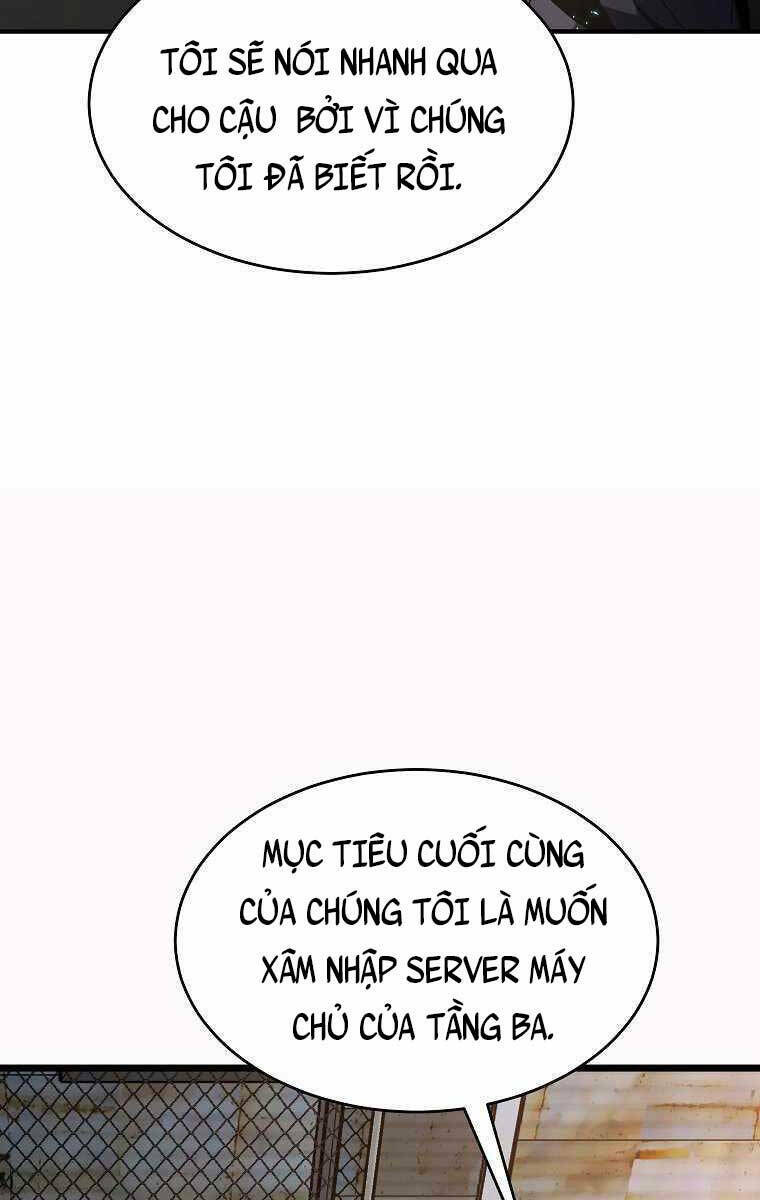 TÔI SẼ NÓI NHANH QUA
CHO CẬU BỞI VÌ CHÚNG
TÔI ĐÃ BIẾT RỒI.
MỤC TIÊU CUỐI CÙNG
CỦA CHÚNG TÔI LÀ MUỐN
XÂM NHẬP SERVER MÁY
CHỦ CỦA TẦNG BA.